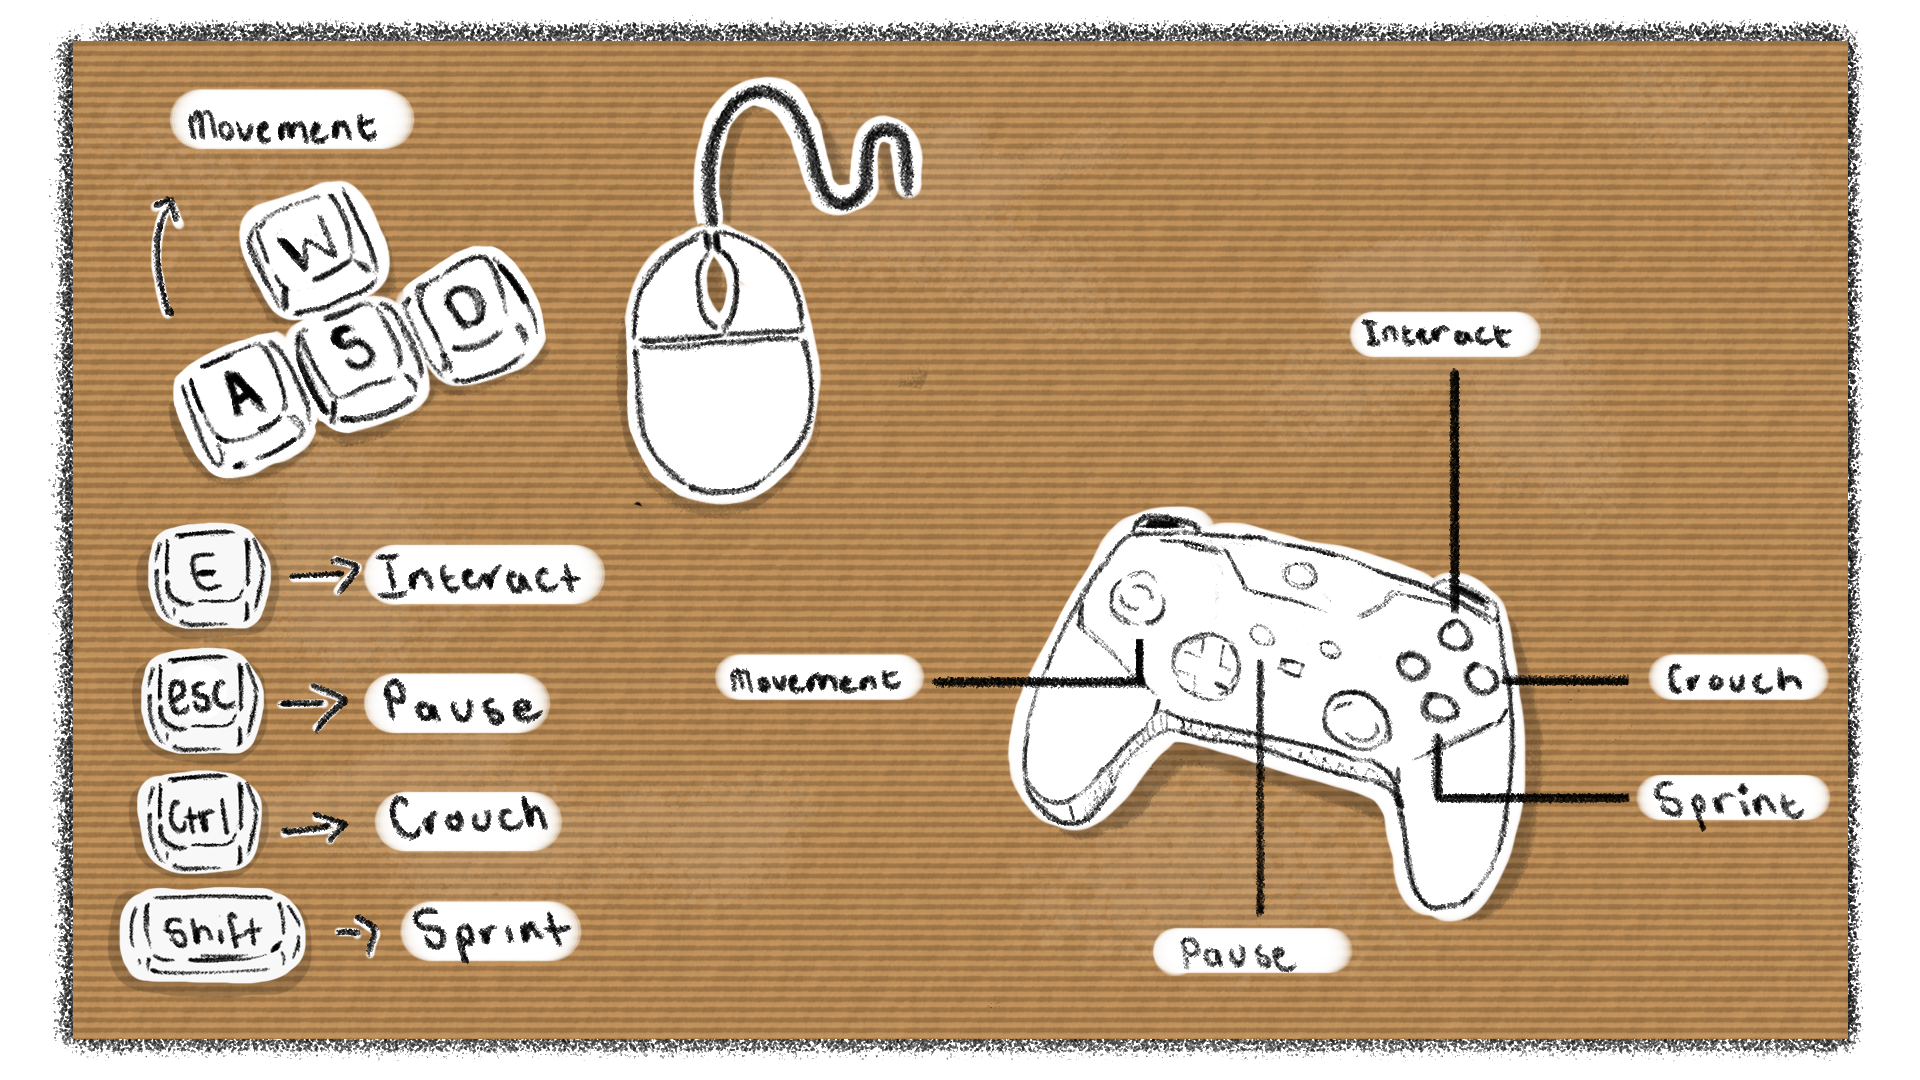 Movement
W
A S D
E Interact
esc Pause
Ctrl Crouch
Shift Sprint
Interact
Movement
Crouch
Sprint
Pause